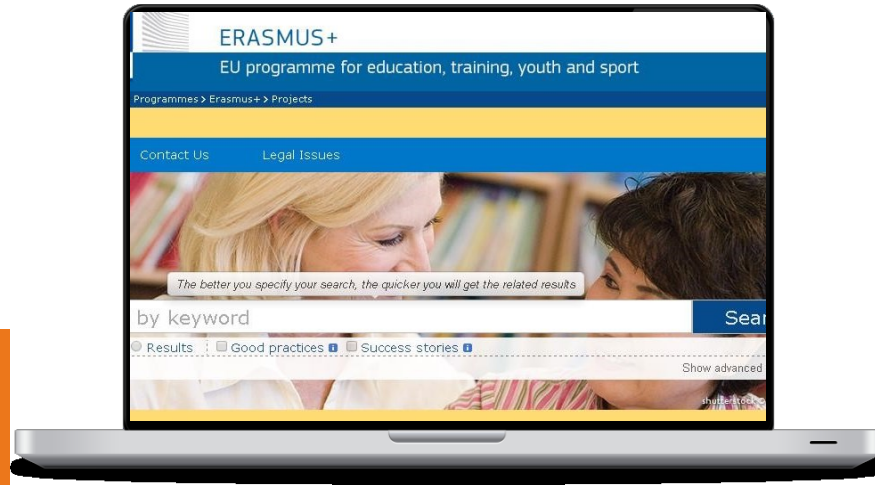 ERASMUS+
EU programme for education, training, youth and sport
Programmes > Erasmus+ > Projects
Contact Us Legal Issues
The better you specify your search, the quicker you will get the related results
by keyword Sear
Results Good practices i Success stories i
Show advanced
shutterstock